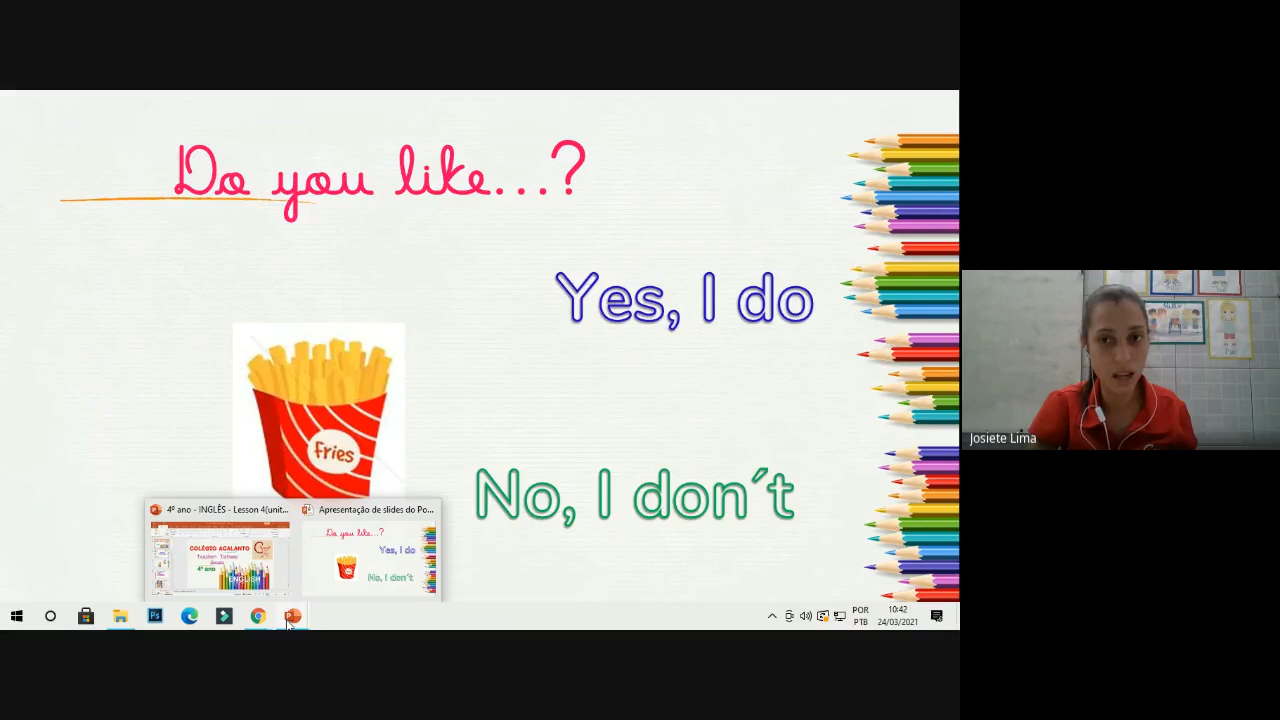 Do you like...?
Yes, I do
fries
No, I don´t
4º ano - INGLÊS - Lesson 4(unit...
Apresentação de slides do Po...
COLÉGIO ACALANTO
4º ano
ENGLISH
Do you like...?
Yes, I do
No, I don't
Ps
POR
PTB
10:42
24/03/2021
Josiete Lima
Pai